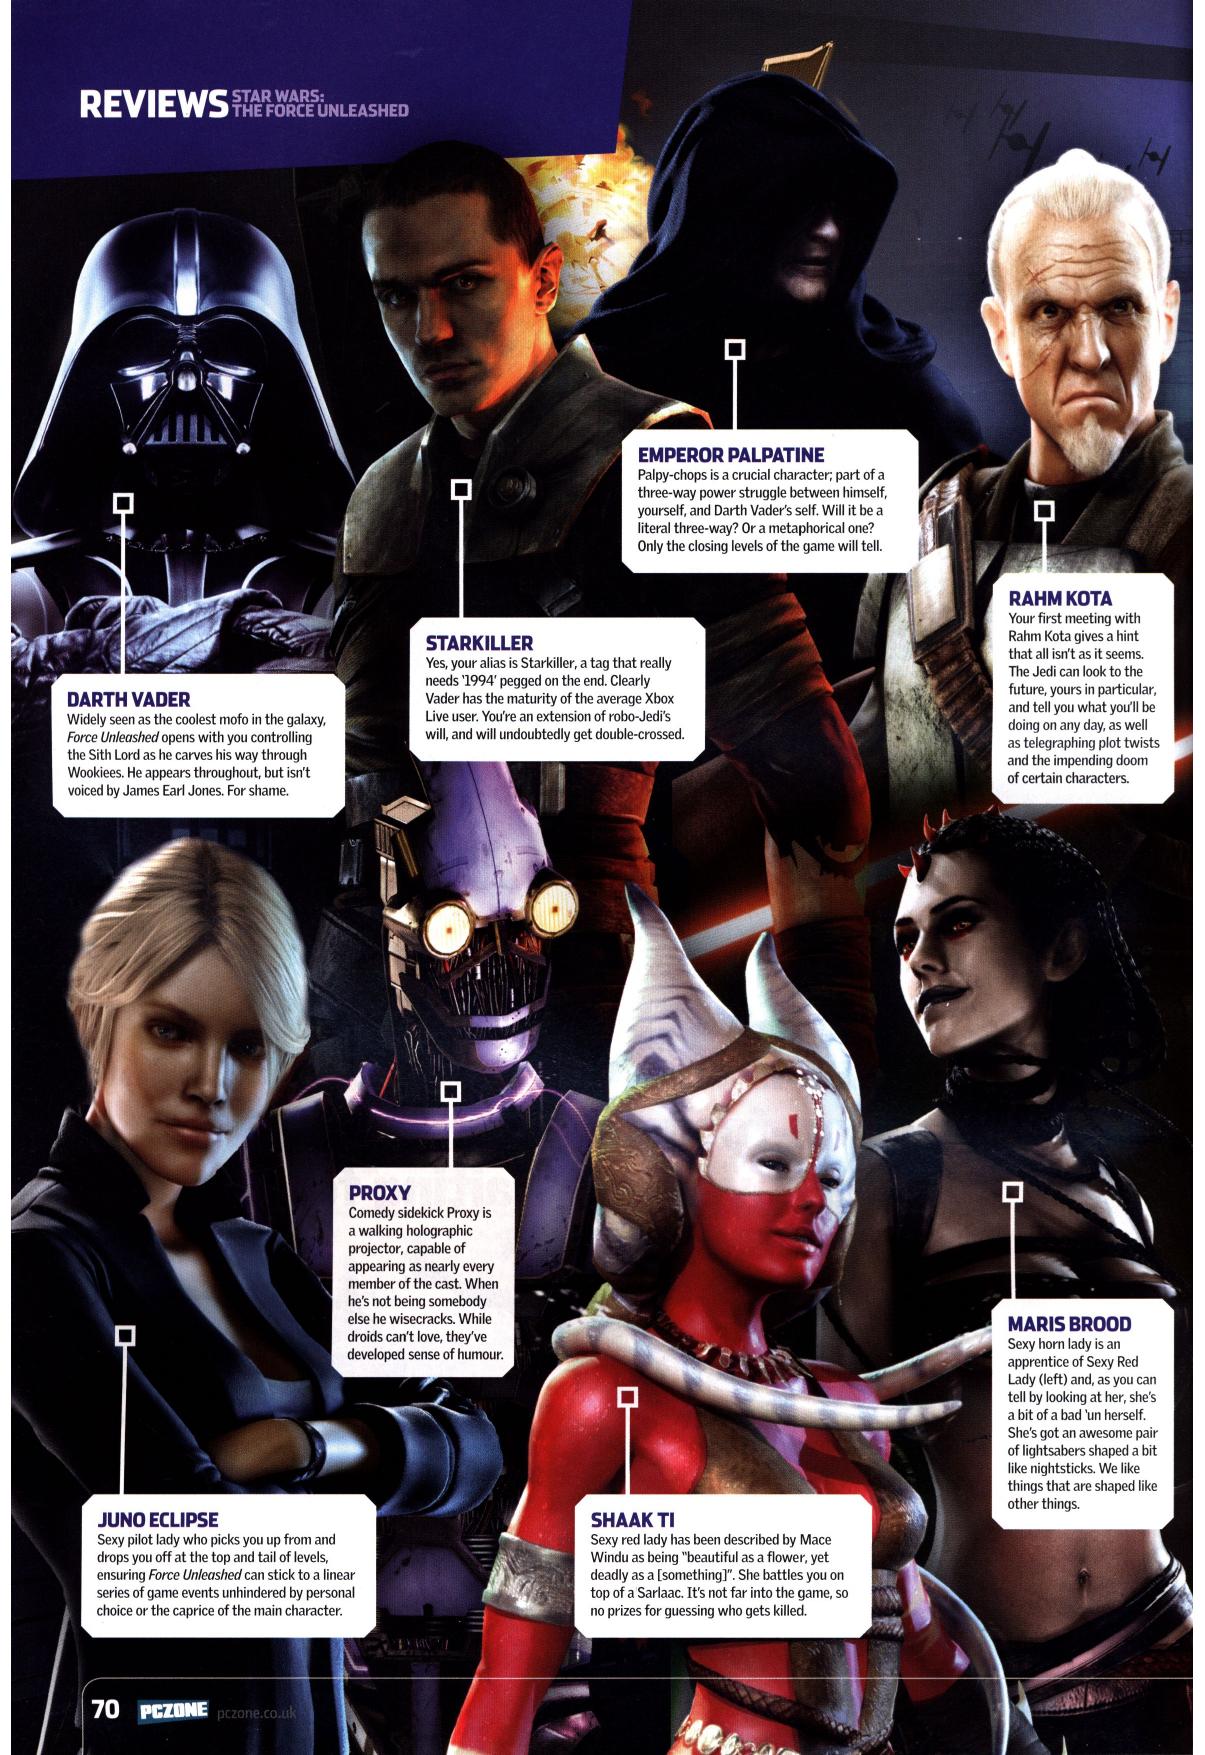 REVIEWS STAR WARS:
THE FORCE UNLEASHED
EMPEROR PALPATINE
Palpy-chops is a crucial character; part of a
three-way power struggle between himself,
yourself, and Darth Vader's self. Will it be a
literal three-way? Or a metaphorical one?
Only the closing levels of the game will tell.
RAHM KOTA
Your first meeting with
Rahm Kota gives a hint
that all isn't as it seems.
The Jedi can look to the
future, yours in particular,
and tell you what you'll be
doing on any day, as well
as telegraphing plot twists
and the impending doom
of certain characters.
STARKILLER
Yes, your alias is Starkiller, a tag that really
needs '1994' pegged on the end. Clearly
Vader has the maturity of the average Xbox
Live user. You're an extension of robo-Jedi's
will, and will undoubtedly get double-crossed.
DARTH VADER
Widely seen as the coolest mofo in the galaxy,
Force Unleashed opens with you controlling
the Sith Lord as he carves his way through
Wookiees. He appears throughout, but isn't
voiced by James Earl Jones. For shame.
PROXY
Comedy sidekick Proxy is
a walking holographic
projector, capable of
appearing as nearly every
member of the cast. When
he's not being somebody
else he wisecracks. While
droids can't love, they've
developed sense of humour.
MARIS BROOD
Sexy horn lady is an
apprentice of Sexy Red
Lady (left) and, as you can
tell by looking at her, she's
a bit of a bad 'un herself.
She's got an awesome pair
of lightsabers shaped a bit
like nightsticks. We like
things that are shaped like
other things.
JUNO ECLIPSE
Sexy pilot lady who picks you up from and
drops you off at the top and tail of levels,
ensuring Force Unleashed can stick to a linear
series of game events unhindered by personal
choice or the caprice of the main character.
SHAAK TI
Sexy red lady has been described by Mace
Windu as being "beautiful as a flower, yet
deadly as a [something]". She battles you on
top of a Sarlaac. It's not far into the game, so
no prizes for guessing who gets killed.
70 PCZONE pczone.co.uk